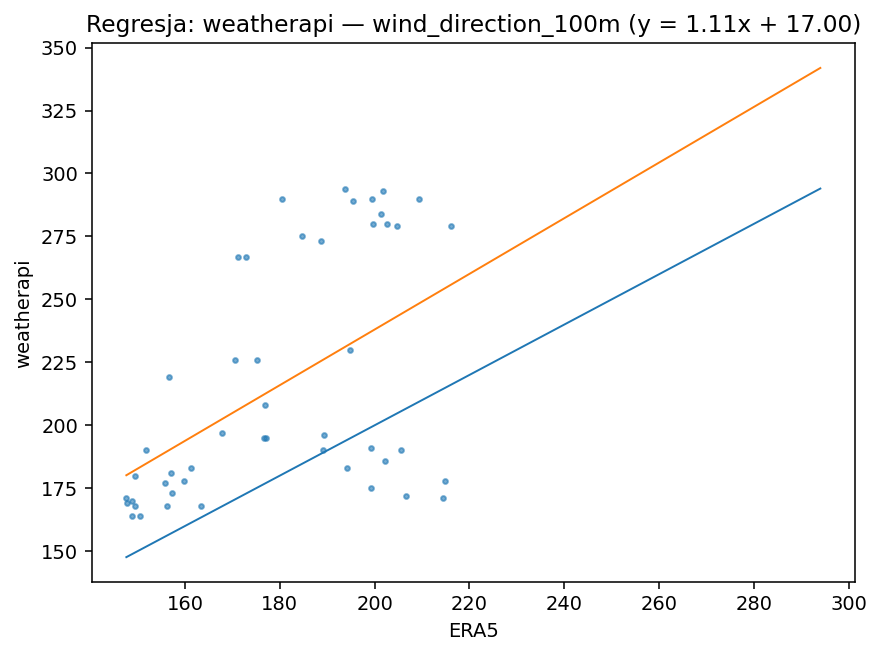 Regresja: weatherapi — wind_direction_100m (y = 1.11x + 17.00)
350
325
300
275
250
225
200
175
150
weatherapi
160 180 200 220 240 260 280 300
ERA5